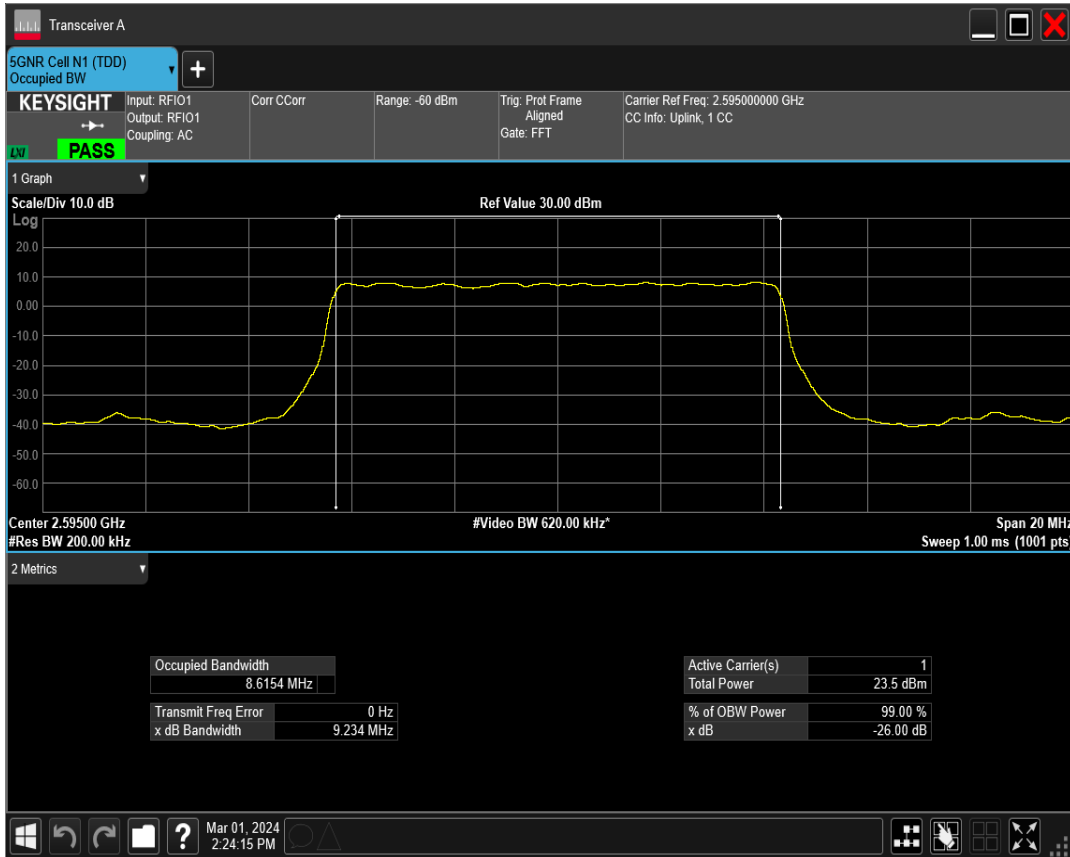 Transceiver A
5GNR Cell N1 (TDD)
Occupied BW
+
KEYSIGHT
LXI
PASS
Input: RFIO1
Output: RFIO1
Coupling: AC
Corr CCorr
Range: -60 dBm
Trig: Prot Frame
Aligned
Gate: FFT
Carrier Ref Freq: 2.595000000 GHz
CC Info: Uplink, 1 CC
1 Graph
Scale/Div 10.0 dB
Ref Value 30.00 dBm
Log
20.0
10.0
0.00
-10.0
-20.0
-30.0
-40.0
-50.0
-60.0
Center 2.59500 GHz
#Video BW 620.00 kHz*
Span 20 MHz
#Res BW 200.00 kHz
Sweep 1.00 ms (1001 pts)
2 Metrics
Occupied Bandwidth
8.6154 MHz
Transmit Freq Error 0 Hz
x dB Bandwidth 9.234 MHz
Active Carrier(s) 1
Total Power 23.5 dBm
% of OBW Power 99.00 %
x dB -26.00 dB
?
Mar 01, 2024
2:24:15 PM